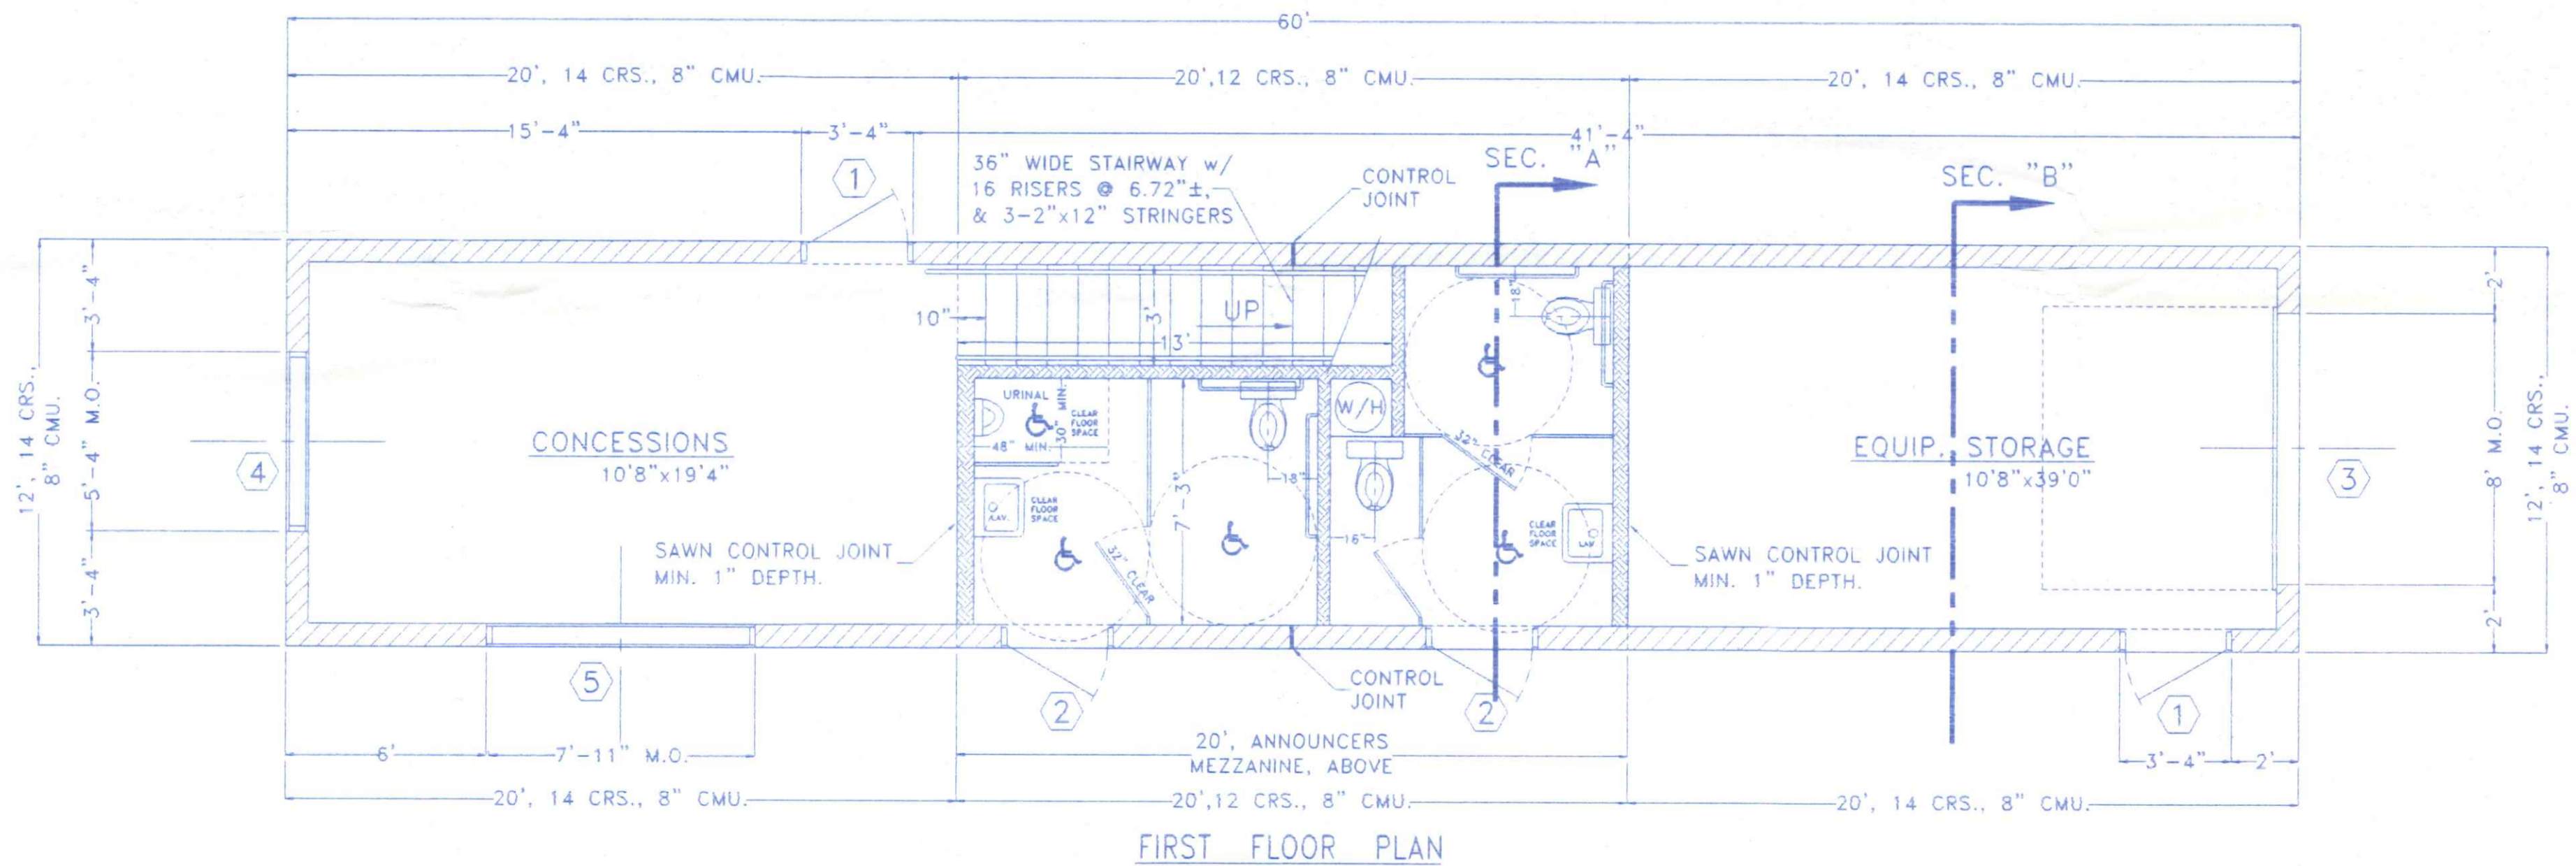 60'
20', 14 CRS., 8" CMU.
20',12 CRS., 8" CMU.
20', 14 CRS., 8" CMU.
15'-4"
3'-4"
41'-4"
36" WIDE STAIRWAY w/
16 RISERS @ 6.72"±,
& 3-2"x12" STRINGERS
CONTROL
JOINT
SEC. "A"
SEC. "B"
1
12', 14 CRS.,
8" CMU.
3'-4"
5'-4" M.O.
3'-4"
4
CONCESSIONS
10'8"x19'4"
SAWN CONTROL JOINT
MIN. 1" DEPTH.
10"
UP
3'
13'
URINAL
30" MIN.
CLEAR
FLOOR
SPACE
48" MIN.
LAV.
CLEAR
FLOOR
SPACE
32" CLEAR
7'-3"
18"
W/H
16"
18"
32" CLEAR
CLEAR
FLOOR
SPACE
LAV
SAWN CONTROL JOINT
MIN. 1" DEPTH.
EQUIP. STORAGE
10'8"x39'0"
3
2'
8' M.O.
2'
12', 14 CRS.,
8" CMU.
5
2
CONTROL
JOINT
2
1
6'
7'-11" M.O.
20', ANNOUNCERS
MEZZANINE, ABOVE
3'-4"
2'
20', 14 CRS., 8" CMU.
20',12 CRS., 8" CMU.
20', 14 CRS., 8" CMU.
FIRST FLOOR PLAN